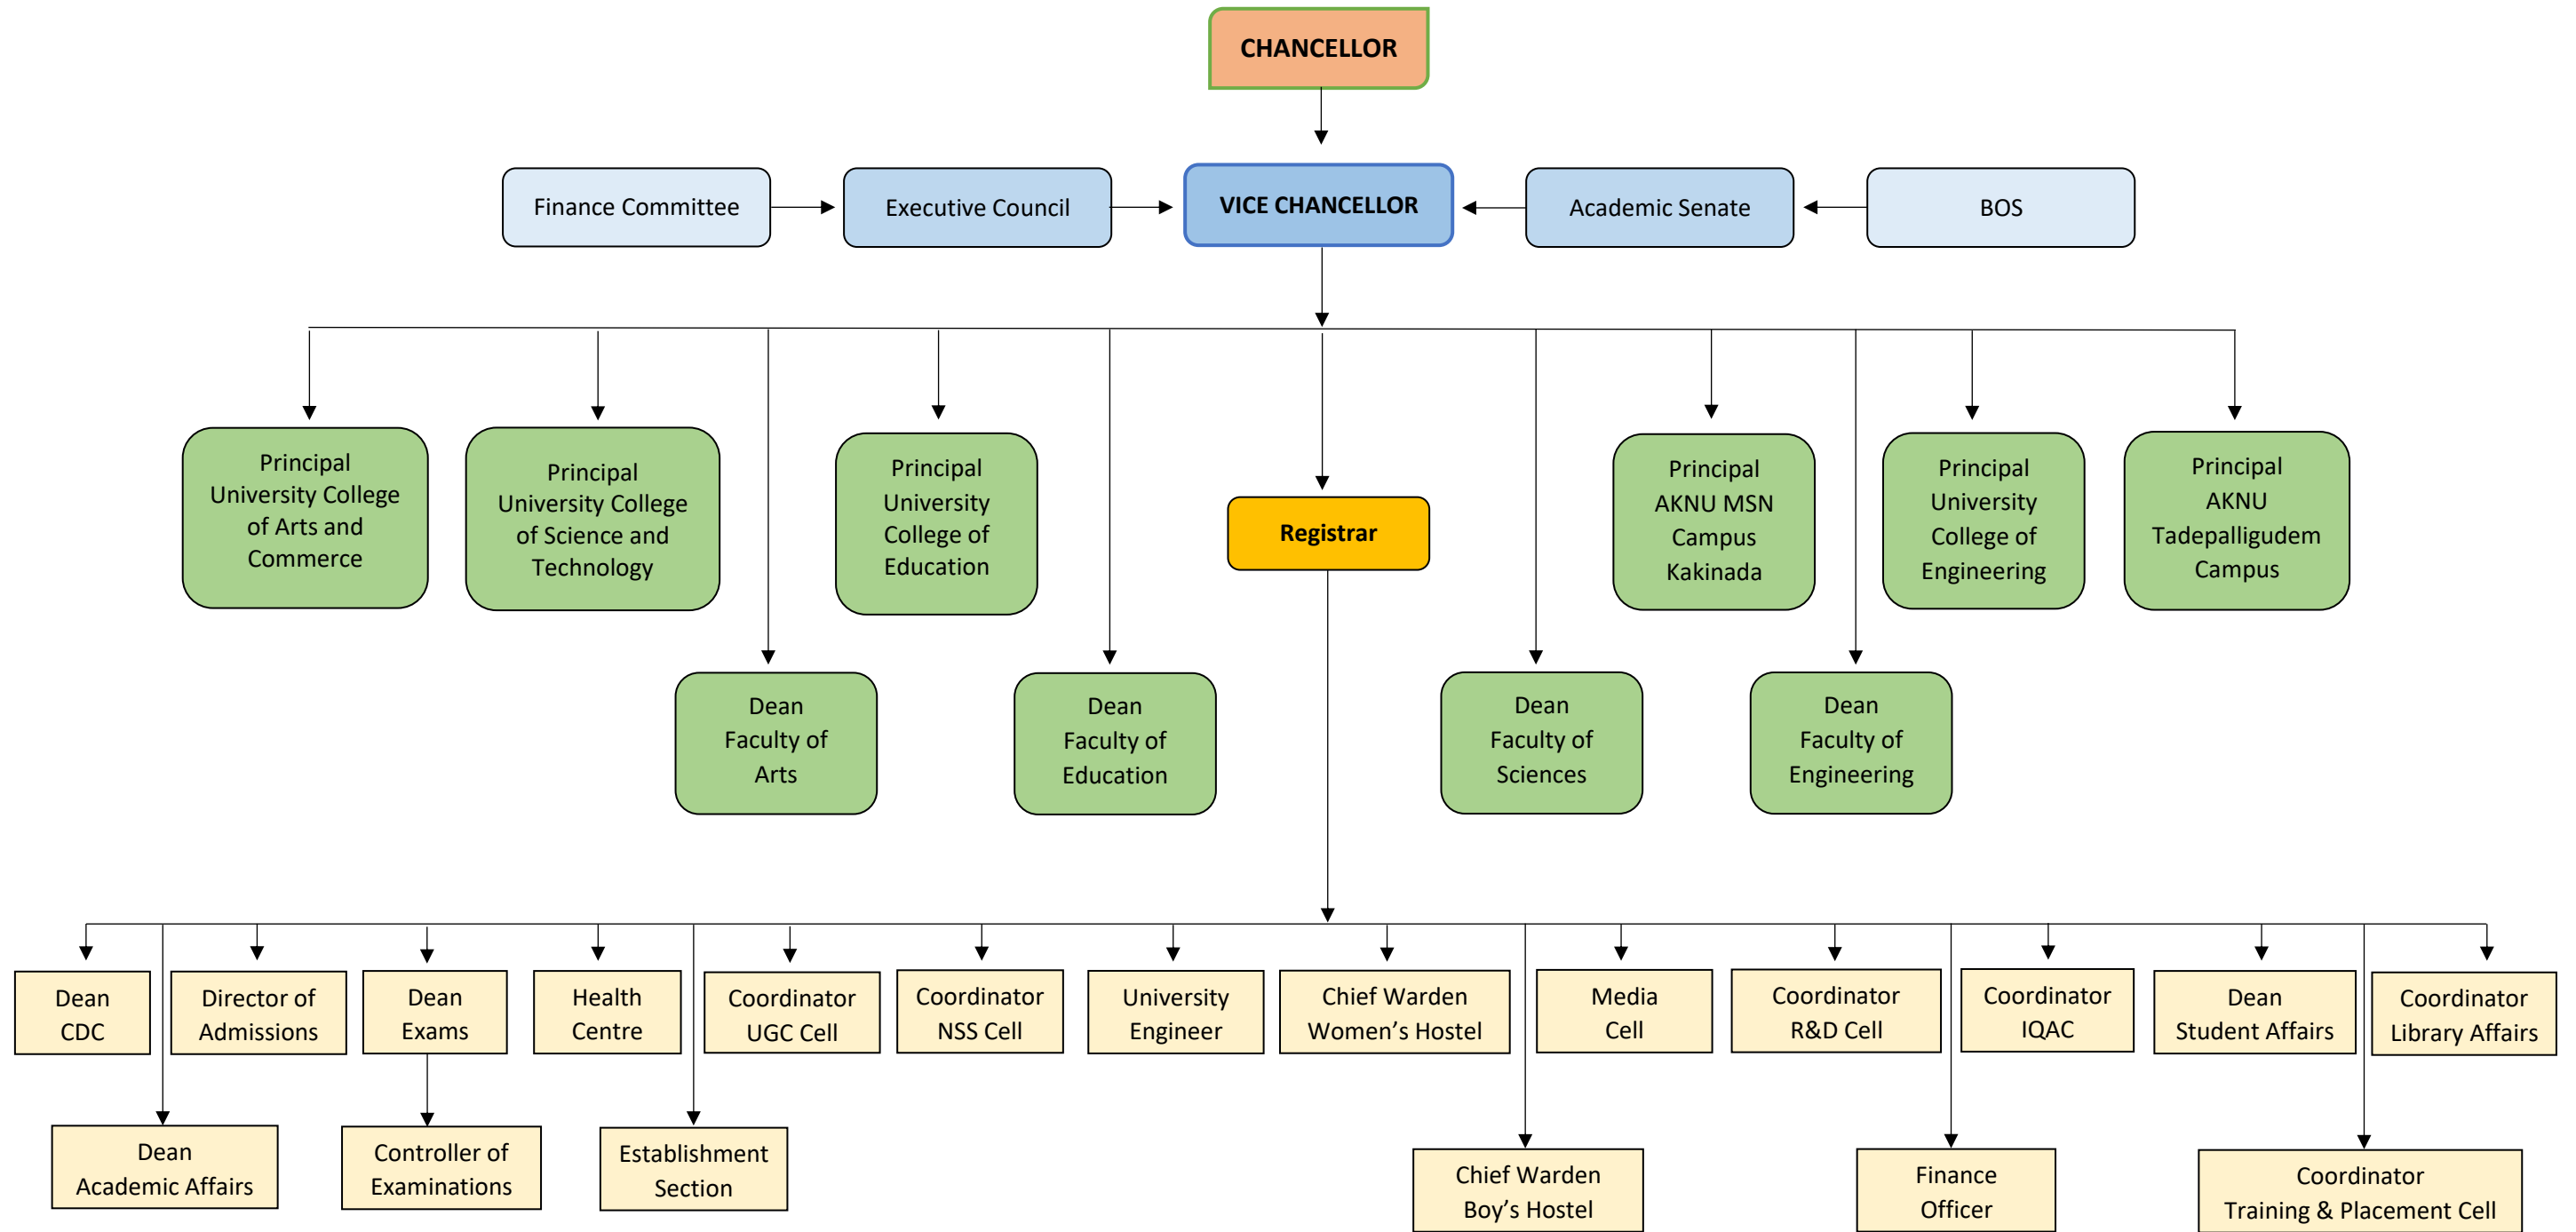 CHANCELLOR
Finance Committee
Executive Council
VICE CHANCELLOR
Academic Senate
BOS
Principal
University College
of Arts and
Commerce
Principal
University College
of Science and
Technology
Principal
University
College of
Education
Registrar
Principal
AKNU MSN
Campus
Kakinada
Principal
University
College of
Engineering
Principal
AKNU
Tadepalligudem
Campus
Dean
Faculty of
Arts
Dean
Faculty of
Education
Dean
Faculty of
Sciences
Dean
Faculty of
Engineering
Dean
CDC
Director of
Admissions
Dean
Exams
Health
Centre
Coordinator
UGC Cell
Coordinator
NSS Cell
University
Engineer
Chief Warden
Women’s Hostel
Media
Cell
Coordinator
R&D Cell
Coordinator
IQAC
Dean
Student Affairs
Coordinator
Library Affairs
Dean
Academic Affairs
Controller of
Examinations
Establishment
Section
Chief Warden
Boy’s Hostel
Finance
Officer
Coordinator
Training & Placement Cell